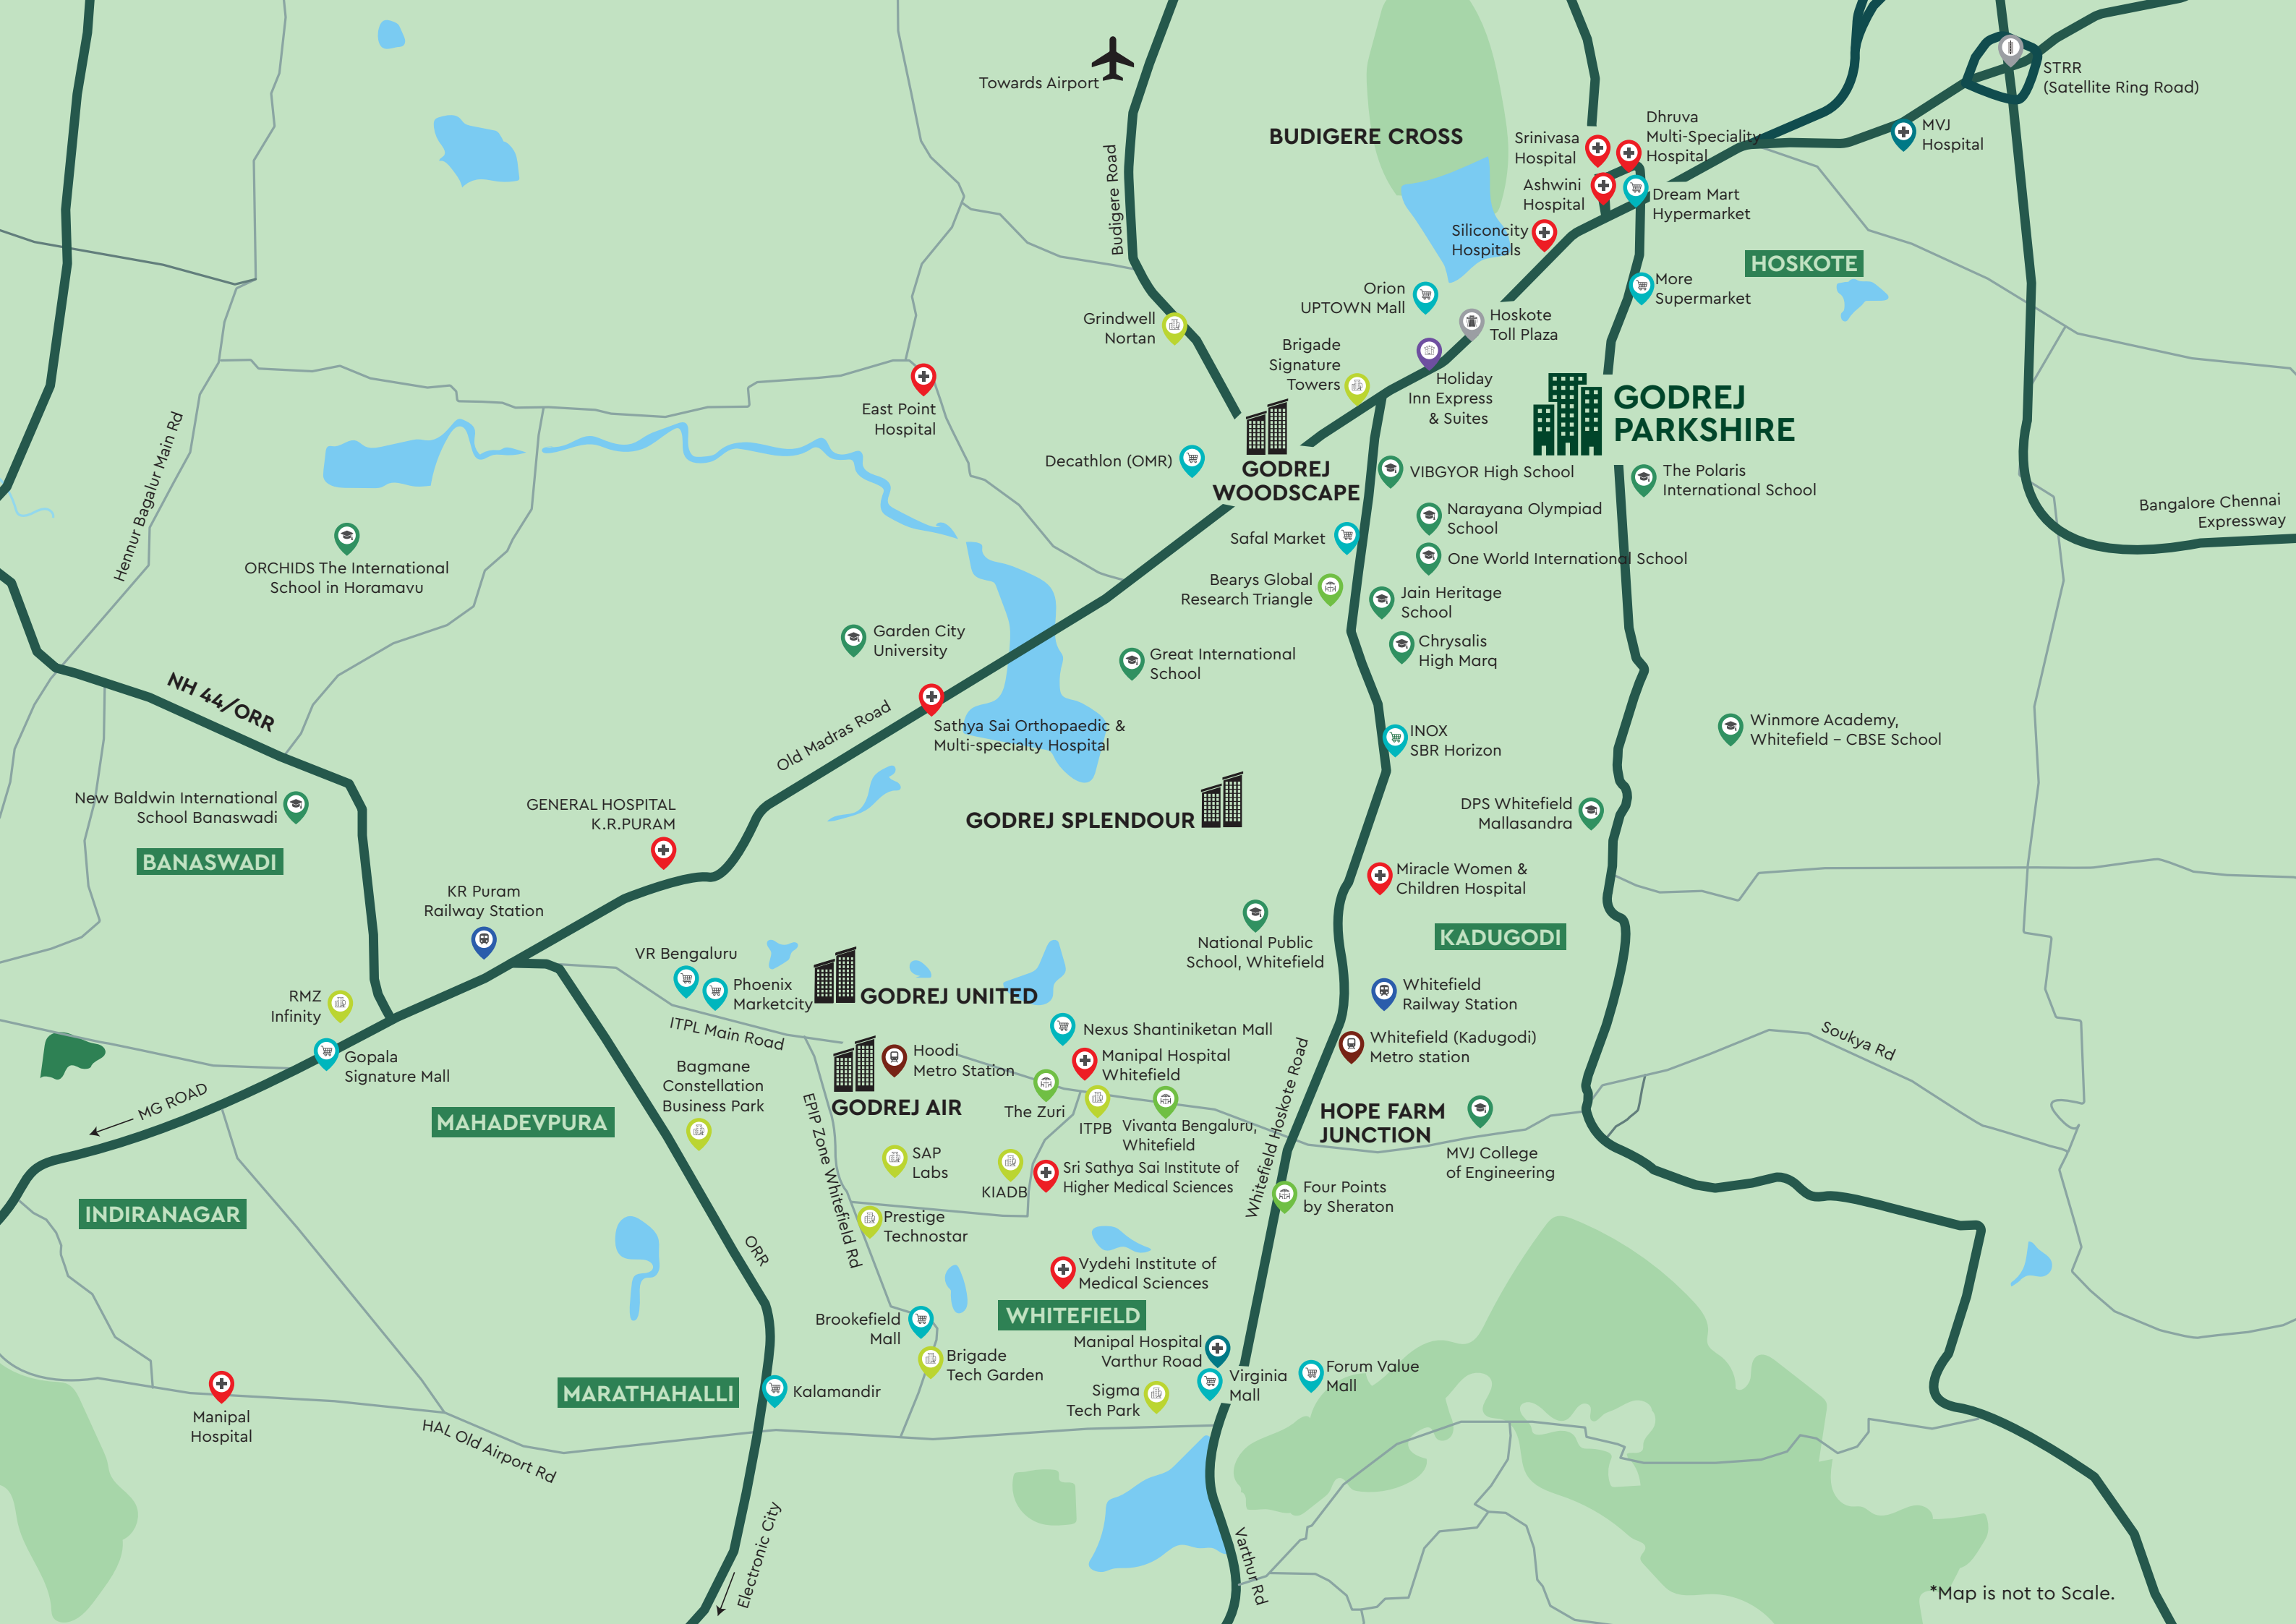 Towards Airport
Budigere Road
BUDIGERE CROSS
Srinivasa
Hospital
Dhruva
Multi-Speciality
Hospital
Ashwini
Hospital
Dream Mart
Hypermarket
Siliconcity
Hospitals
STRR
(Satellite Ring Road)
MVJ
Hospital
HOSKOTE
More
Supermarket
Orion
UPTOWN Mall
Hoskote
Toll Plaza
Grindwell
Nortan
Brigade
Signature
Towers
Holiday
Inn Express
& Suites
GODREJ
PARKSHIRE
East Point
Hospital
Decathlon (OMR)
GODREJ
WOODSCAPE
VIBGYOR High School
The Polaris
International School
Bangalore Chennai
Expressway
Narayana Olympiad
School
Safal Market
One World International School
Hennur Bagalur Main Rd
ORCHIDS The International
School in Horamavu
Bearys Global
Research Triangle
Jain Heritage
School
Garden City
University
Great International
School
Chrysalis
High Marq
NH 44/ORR
Old Madras Road
Sathya Sai Orthopaedic &
Multi-specialty Hospital
INOX
SBR Horizon
Winmore Academy,
Whitefield – CBSE School
New Baldwin International
School Banaswadi
GENERAL HOSPITAL
K.R.PURAM
GODREJ SPLENDOUR
DPS Whitefield
Mallasandra
BANASWADI
Miracle Women &
Children Hospital
KR Puram
Railway Station
National Public
School, Whitefield
KADUGODI
VR Bengaluru
Phoenix
Marketcity
GODREJ UNITED
Whitefield
Railway Station
RMZ
Infinity
ITPL Main Road
Nexus Shantiniketan Mall
Whitefield (Kadugodi)
Metro station
Soukya Rd
Gopala
Signature Mall
Hoodi
Metro Station
Manipal Hospital
Whitefield
Bagmane
Constellation
Business Park
MG ROAD
GODREJ AIR
The Zuri
ITPB
Vivanta Bengaluru,
Whitefield
Whitefield Hoskote Road
HOPE FARM
JUNCTION
MAHADEVPURA
EPIP Zone Whitefield Rd
SAP
Labs
KIADB
Sri Sathya Sai Institute of
Higher Medical Sciences
MVJ College
of Engineering
Four Points
by Sheraton
INDIRANAGAR
Prestige
Technostar
ORR
Vydehi Institute of
Medical Sciences
WHITEFIELD
Brookefield
Mall
Manipal Hospital
Varthur Road
Brigade
Tech Garden
Virginia
Mall
Forum Value
Mall
MARATHAHALLI
Kalamandir
Sigma
Tech Park
Manipal
Hospital
HAL Old Airport Rd
Electronic City
Varthur Rd
*Map is not to Scale.